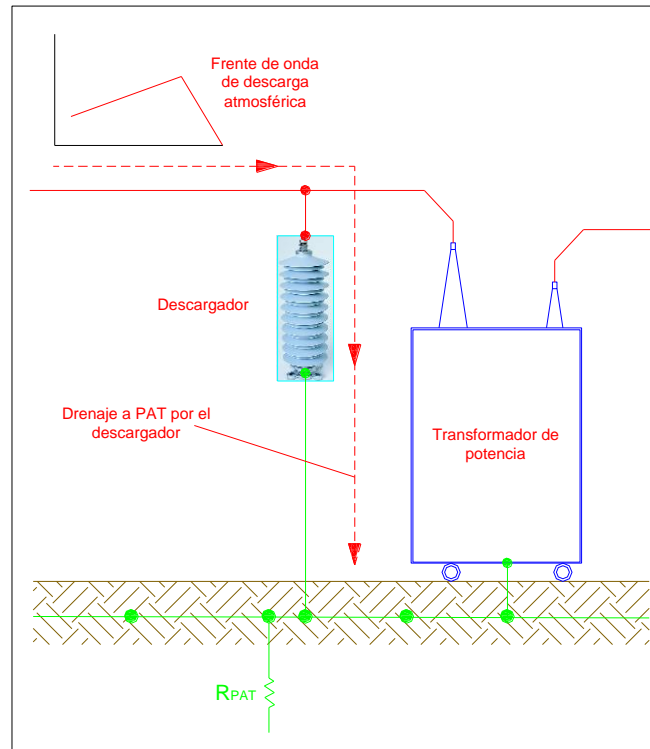 Frente de onda
de descarga
atmosférica
Descargador
Drenaje a PAT por el
descargador
Transformador de
potencia
RPAT